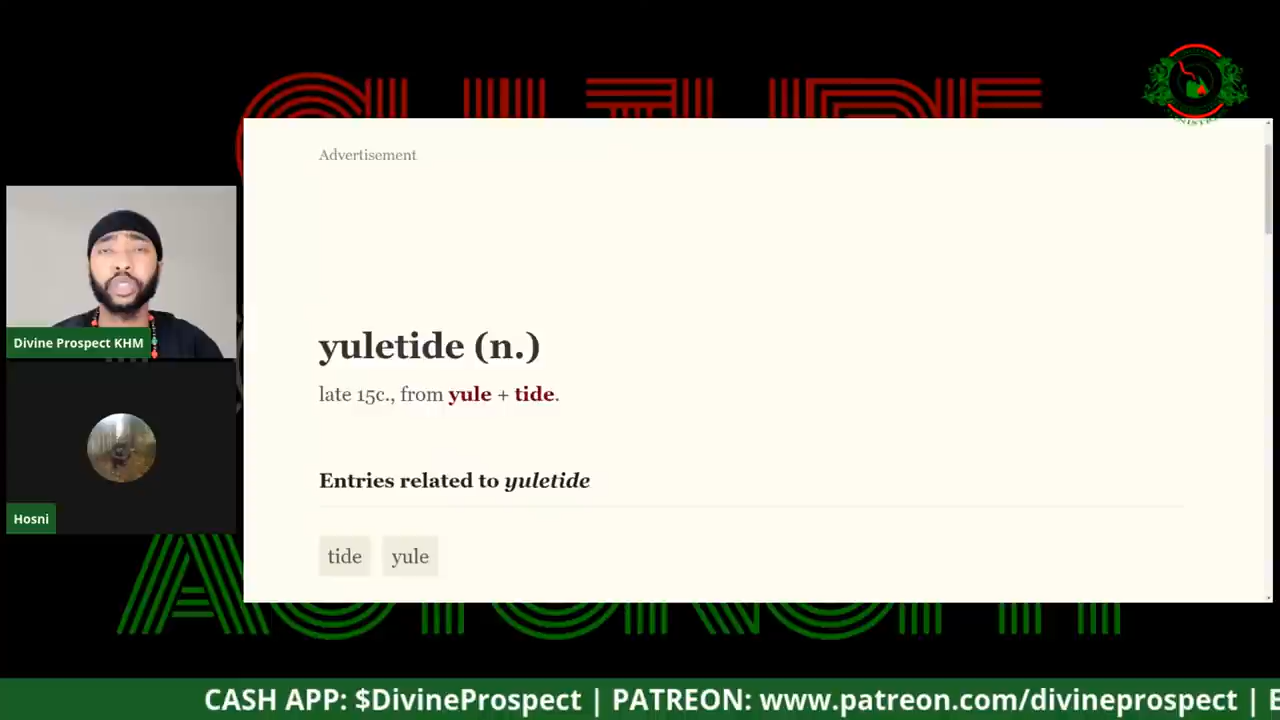 Advertisement
yuletide (n.)
late 15c., from yule + tide.
Entries related to yuletide
tide yule
Divine Prospect KHM
Hosni
CASH APP: $DivineProspect | PATREON: www.patreon.com/divineprospect | E